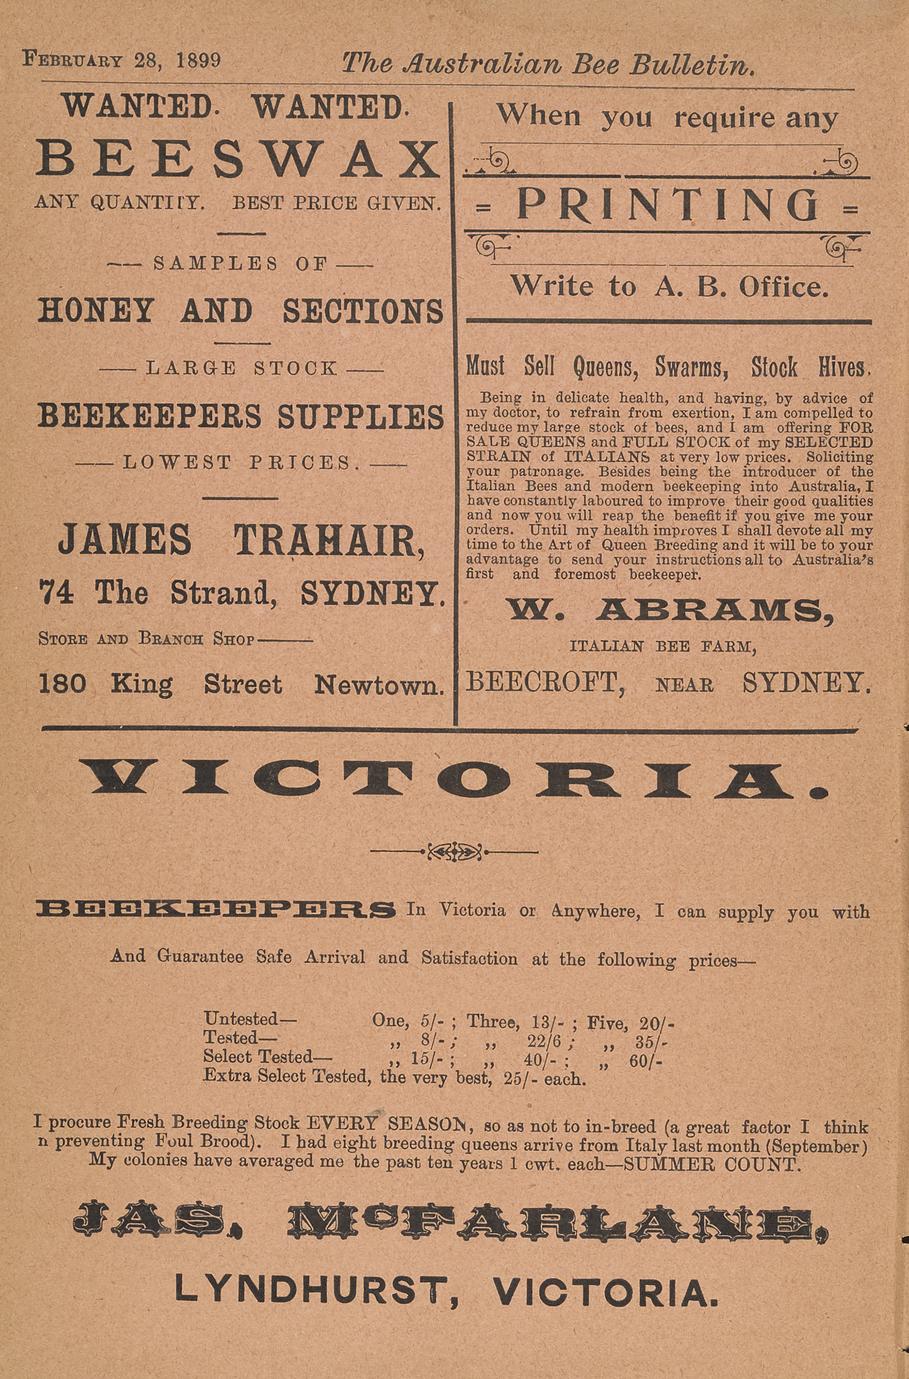 FEBRUARY 28, 1899 The Australian Bee Bulletin.
WANTED. WANTED.
BEESWAX
ANY QUANTITY. BEST PRICE GIVEN.
— SAMPLES OF —
HONEY AND SECTIONS
— LARGE STOCK —
BEEKEEPERS SUPPLIES
— LOWEST PRICES. —
JAMES TRAHAIR,
74 The Strand, SYDNEY.
STORE AND BRANCH SHOP—
180 King Street Newtown.
When you require any
= PRINTING =
Write to A. B. Office.
Must Sell Queens, Swarms, Stock Hives.
Being in delicate health, and having, by advice of
my doctor, to refrain from exertion, I am compelled to
reduce my large stock of bees, and I am offering FOR
SALE QUEENS and FULL STOCK of my SELECTED
STRAIN of ITALIANS at very low prices. Soliciting
your patronage. Besides being the introducer of the
Italian Bees and modern beekeeping into Australia, I
have constantly laboured to improve their good qualities
and now you will reap the benefit if you give me your
orders. Until my health improves I shall devote all my
time to the Art of Queen Breeding and it will be to your
advantage to send your instructions all to Australia's
first and foremost beekeeper.
W. ABRAMS,
ITALIAN BEE FARM,
BEECROFT, NEAR SYDNEY.
VICTORIA.
BEEKEEPERS In Victoria or Anywhere, I can supply you with
And Guarantee Safe Arrival and Satisfaction at the following prices—
Untested— One, 5/- ; Three, 13/- ; Five, 20/-
Tested— „ 8/- ; „ 22/6 ; „ 35/-
Select Tested— „ 15/- ; „ 40/- ; „ 60/-
Extra Select Tested, the very best, 25/- each.
I procure Fresh Breeding Stock EVERY SEASON, so as not to in-breed (a great factor I think
n preventing Foul Brood). I had eight breeding queens arrive from Italy last month (September)
My colonies have averaged me the past ten years 1 cwt. each—SUMMER COUNT.
JAS. McFARLANE,
LYNDHURST, VICTORIA.